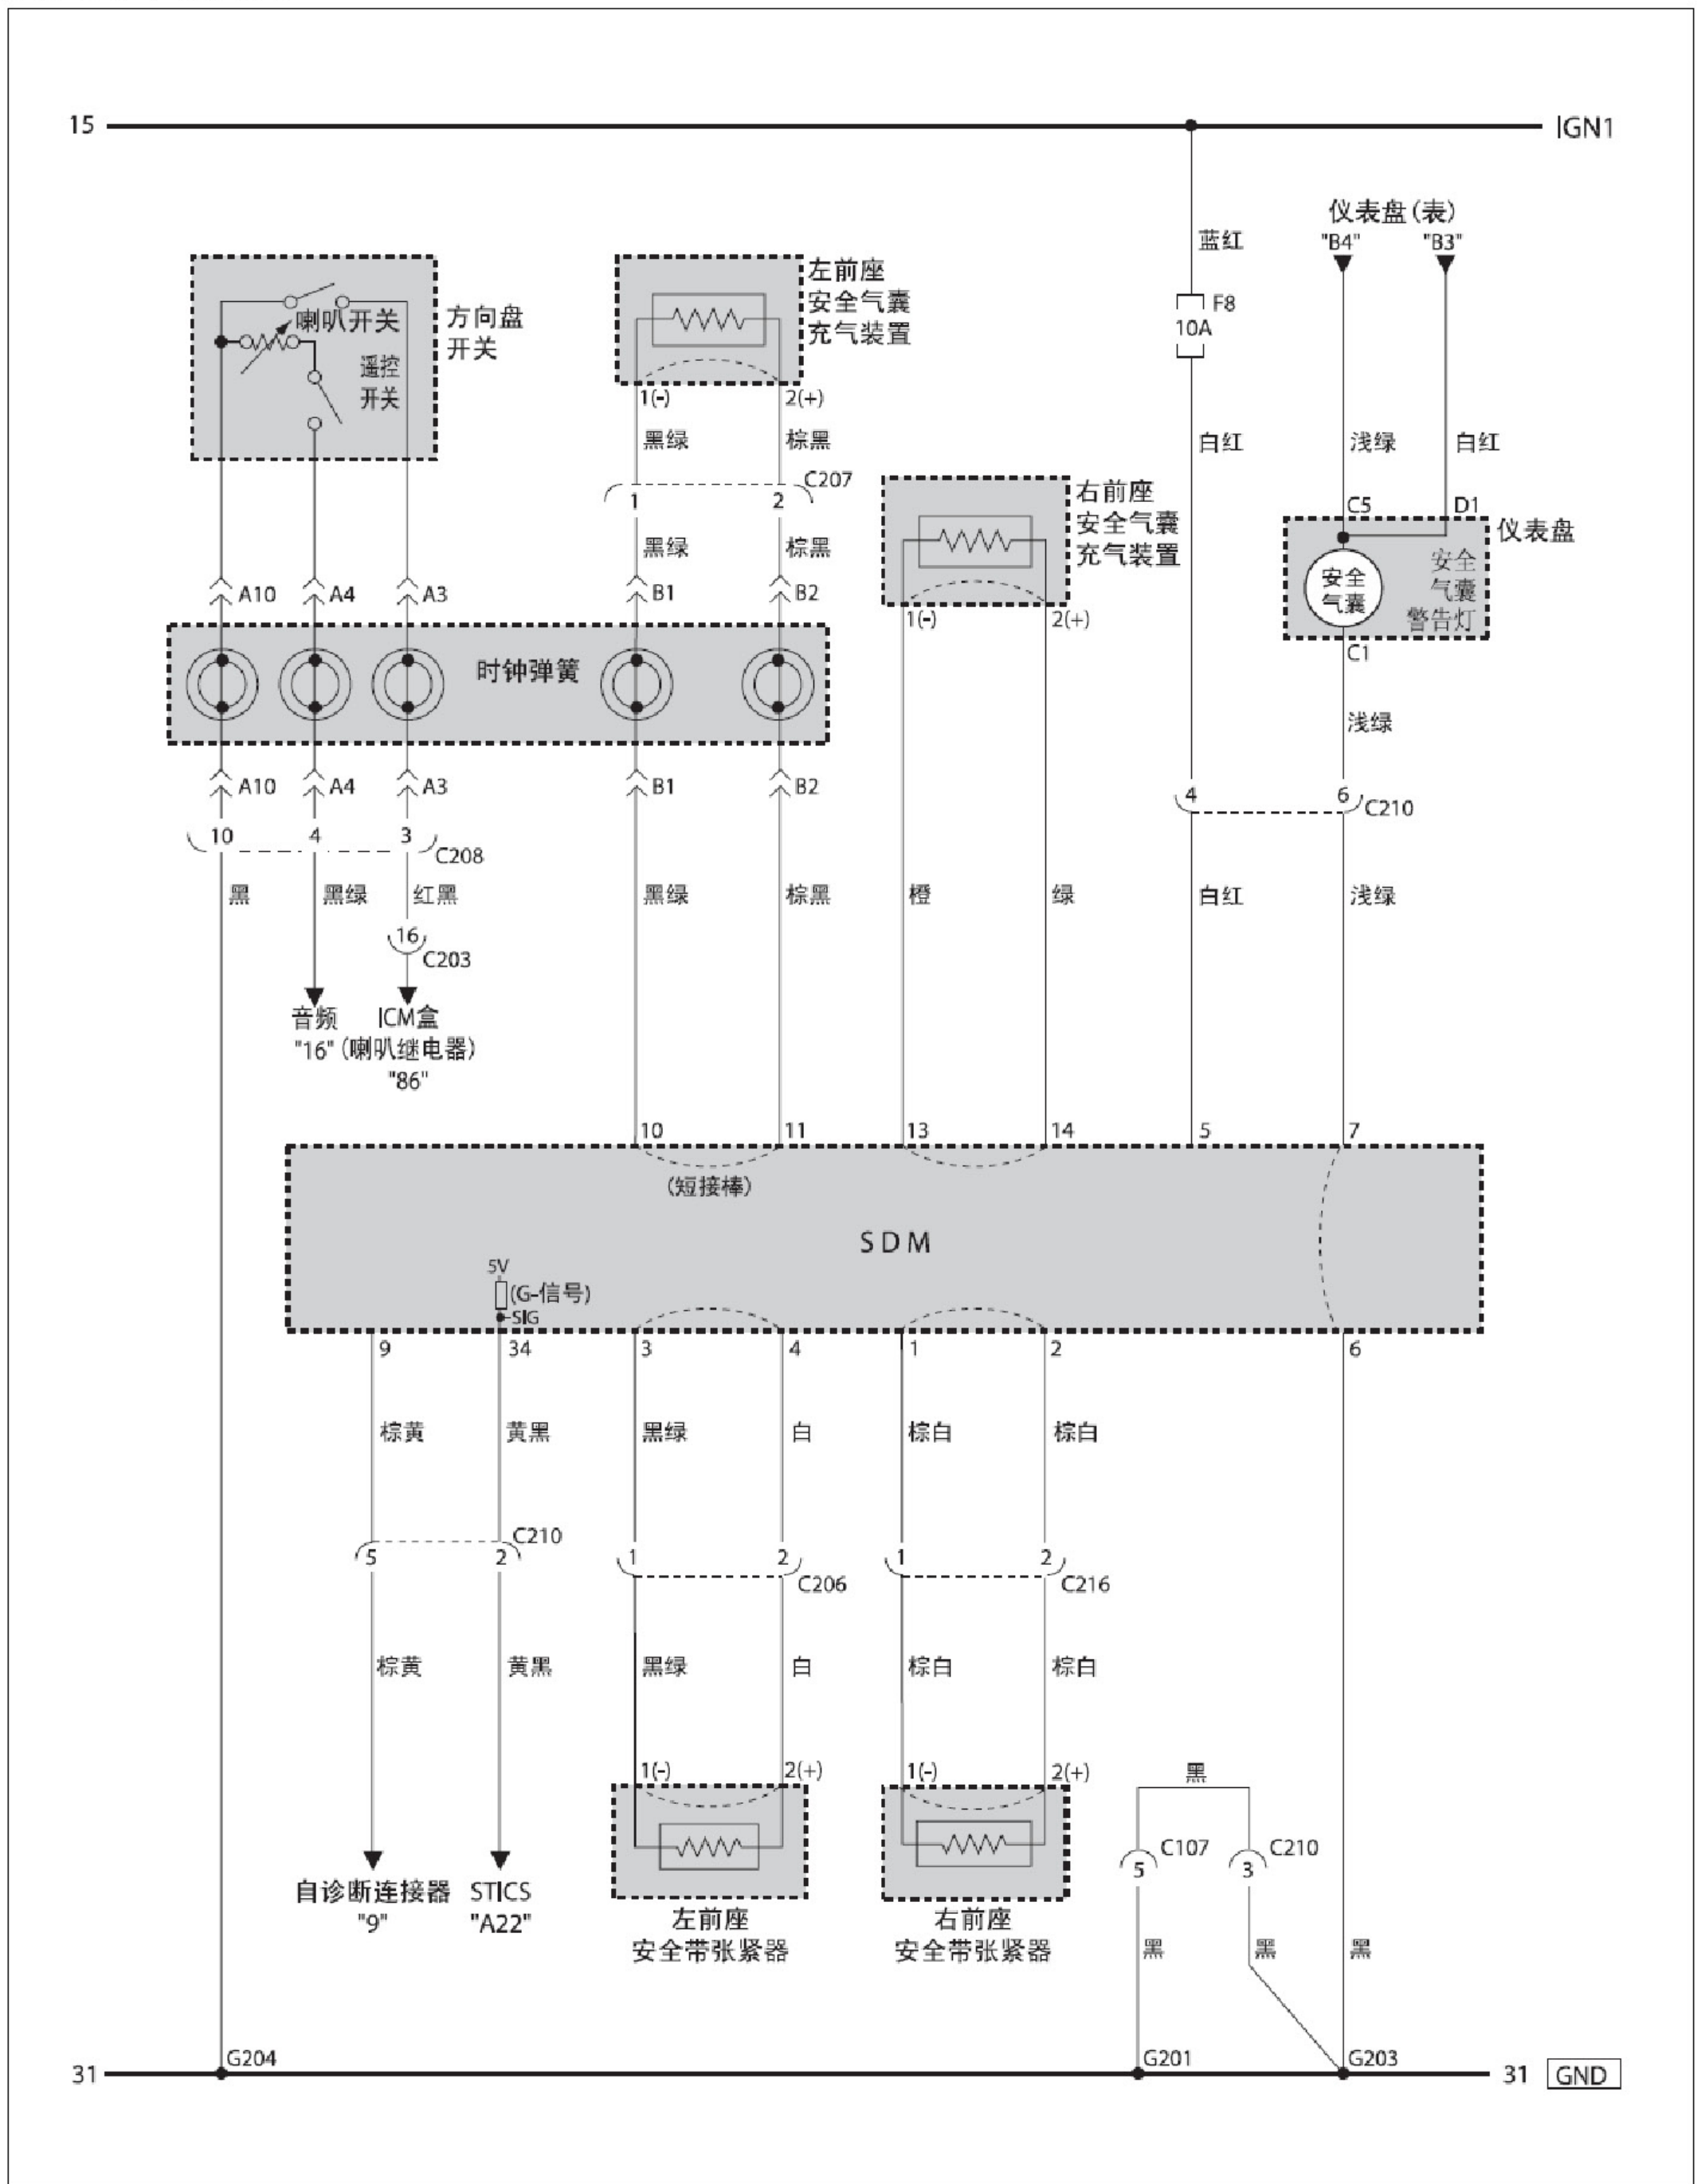 15
IGN1
仪表盘(表)
"B4"
"B3"
蓝红
F8
10A
喇叭开关
遥控
开关
方向盘
开关
左前座
安全气囊
充气装置
1(-)
2(+)
黑绿
棕黑
白红
浅绿
白红
C207
1
2
右前座
安全气囊
充气装置
C5
D1
仪表盘
黑绿
棕黑
安全
气囊
安全
气囊
警告灯
A10
A4
A3
B1
B2
1(-)
2(+)
C1
时钟弹簧
浅绿
A10
A4
A3
B1
B2
4
6
C210
10
4
3
C208
黑
黑绿
红黑
黑绿
棕黑
橙
绿
白红
浅绿
16
C203
音频
"16"
ICM盒
(喇叭继电器)
"86"
10
11
13
14
5
7
(短接棒)
SDM
5V
(G-信号)
SIG
9
34
3
4
1
2
6
棕黄
黄黑
黑绿
白
棕白
棕白
C210
5
2
1
2
C206
1
2
C216
棕黄
黄黑
黑绿
白
棕白
棕白
1(-)
2(+)
1(-)
2(+)
黑
C107
5
C210
3
自诊断连接器
"9"
STICS
"A22"
左前座
安全带张紧器
右前座
安全带张紧器
黑
黑
黑
31
G204
G201
G203
31
GND